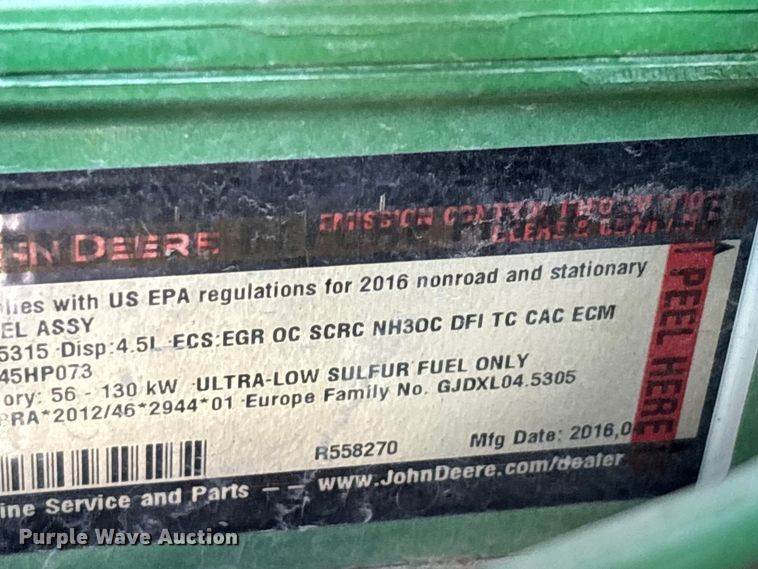 HN DEERE
EMISSION CONTROL
lies with US EPA regulations for 2016 nonroad and stationary
EL ASSY
5315 Disp:4.5L ECS:EGR OC SCRC NH3OC DFI TC CAC ECM
45HP073
ory: 56 - 130 kW ULTRA-LOW SULFUR FUEL ONLY
RA*2012/46*2944*01 Europe Family No. GJDXL04.5305
R558270 Mfg Date: 2016,0
ine Service and Parts -- www.JohnDeere.com/dealer
PEEL HERE
Purple Wave Auction